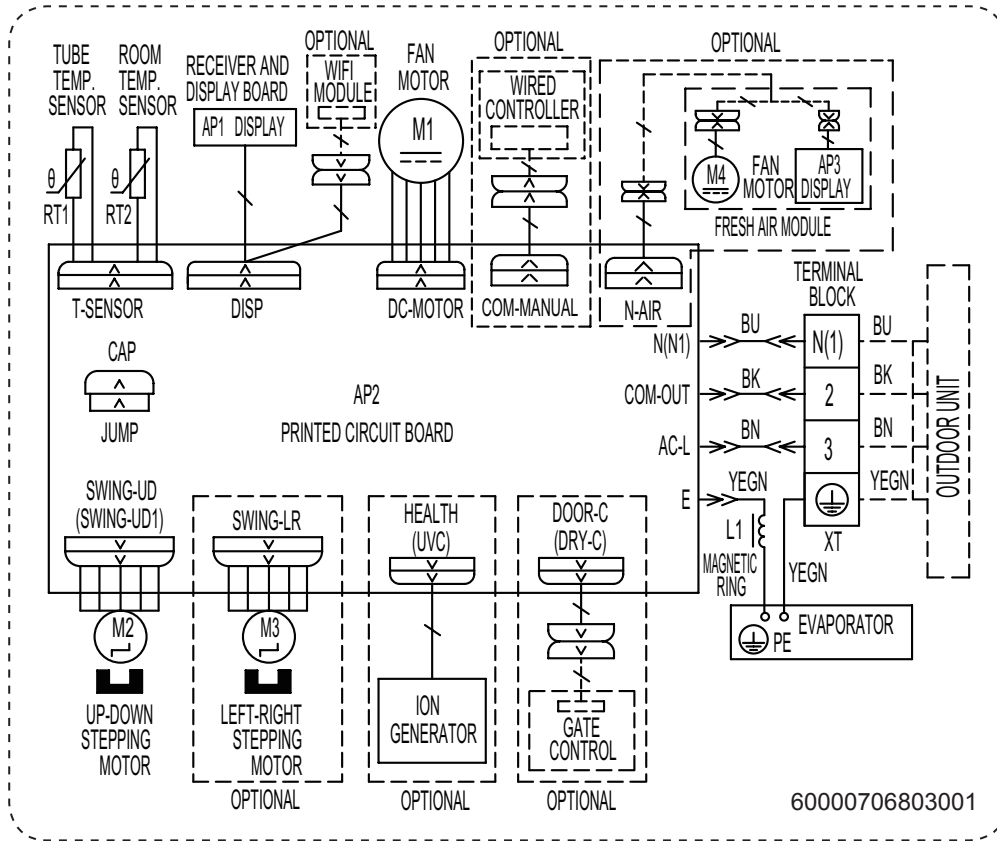 TUBE
TEMP.
SENSOR
ROOM
TEMP.
SENSOR
RECEIVER AND
DISPLAY BOARD
AP1 DISPLAY
OPTIONAL
WIFI
MODULE
FAN
MOTOR
M1
OPTIONAL
WIRED
CONTROLLER
OPTIONAL
M4
FAN
MOTOR
AP3
DISPLAY
FRESH AIR MODULE
θ
RT1
θ
RT2
T-SENSOR
DISP
DC-MOTOR
COM-MANUAL
N-AIR
TERMINAL
BLOCK
N(N1)
BU
N(1)
BU
COM-OUT
BK
2
BK
AC-L
BN
3
BN
E
YEGN
YEGN
XT
OUTDOOR UNIT
L1
MAGNETIC
RING
YEGN
PE
EVAPORATOR
CAP
JUMP
AP2
PRINTED CIRCUIT BOARD
SWING-UD
(SWING-UD1)
SWING-LR
HEALTH
(UVC)
DOOR-C
(DRY-C)
M2
M3
UP-DOWN
STEPPING
MOTOR
LEFT-RIGHT
STEPPING
MOTOR
ION
GENERATOR
GATE
CONTROL
OPTIONAL
OPTIONAL
OPTIONAL
60000706803001